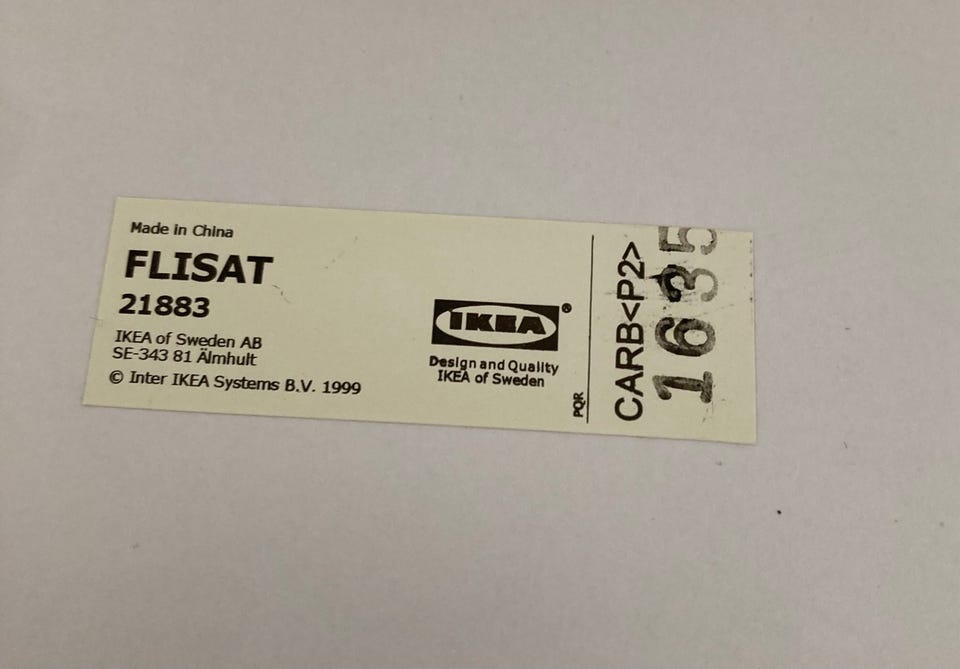 Made in China
FLISAT
21883
IKEA of Sweden AB
SE-343 81 Älmhult
© Inter IKEA Systems B.V. 1999
IKEA®
Design and Quality
IKEA of Sweden
PQR
CARB<P2>
1635